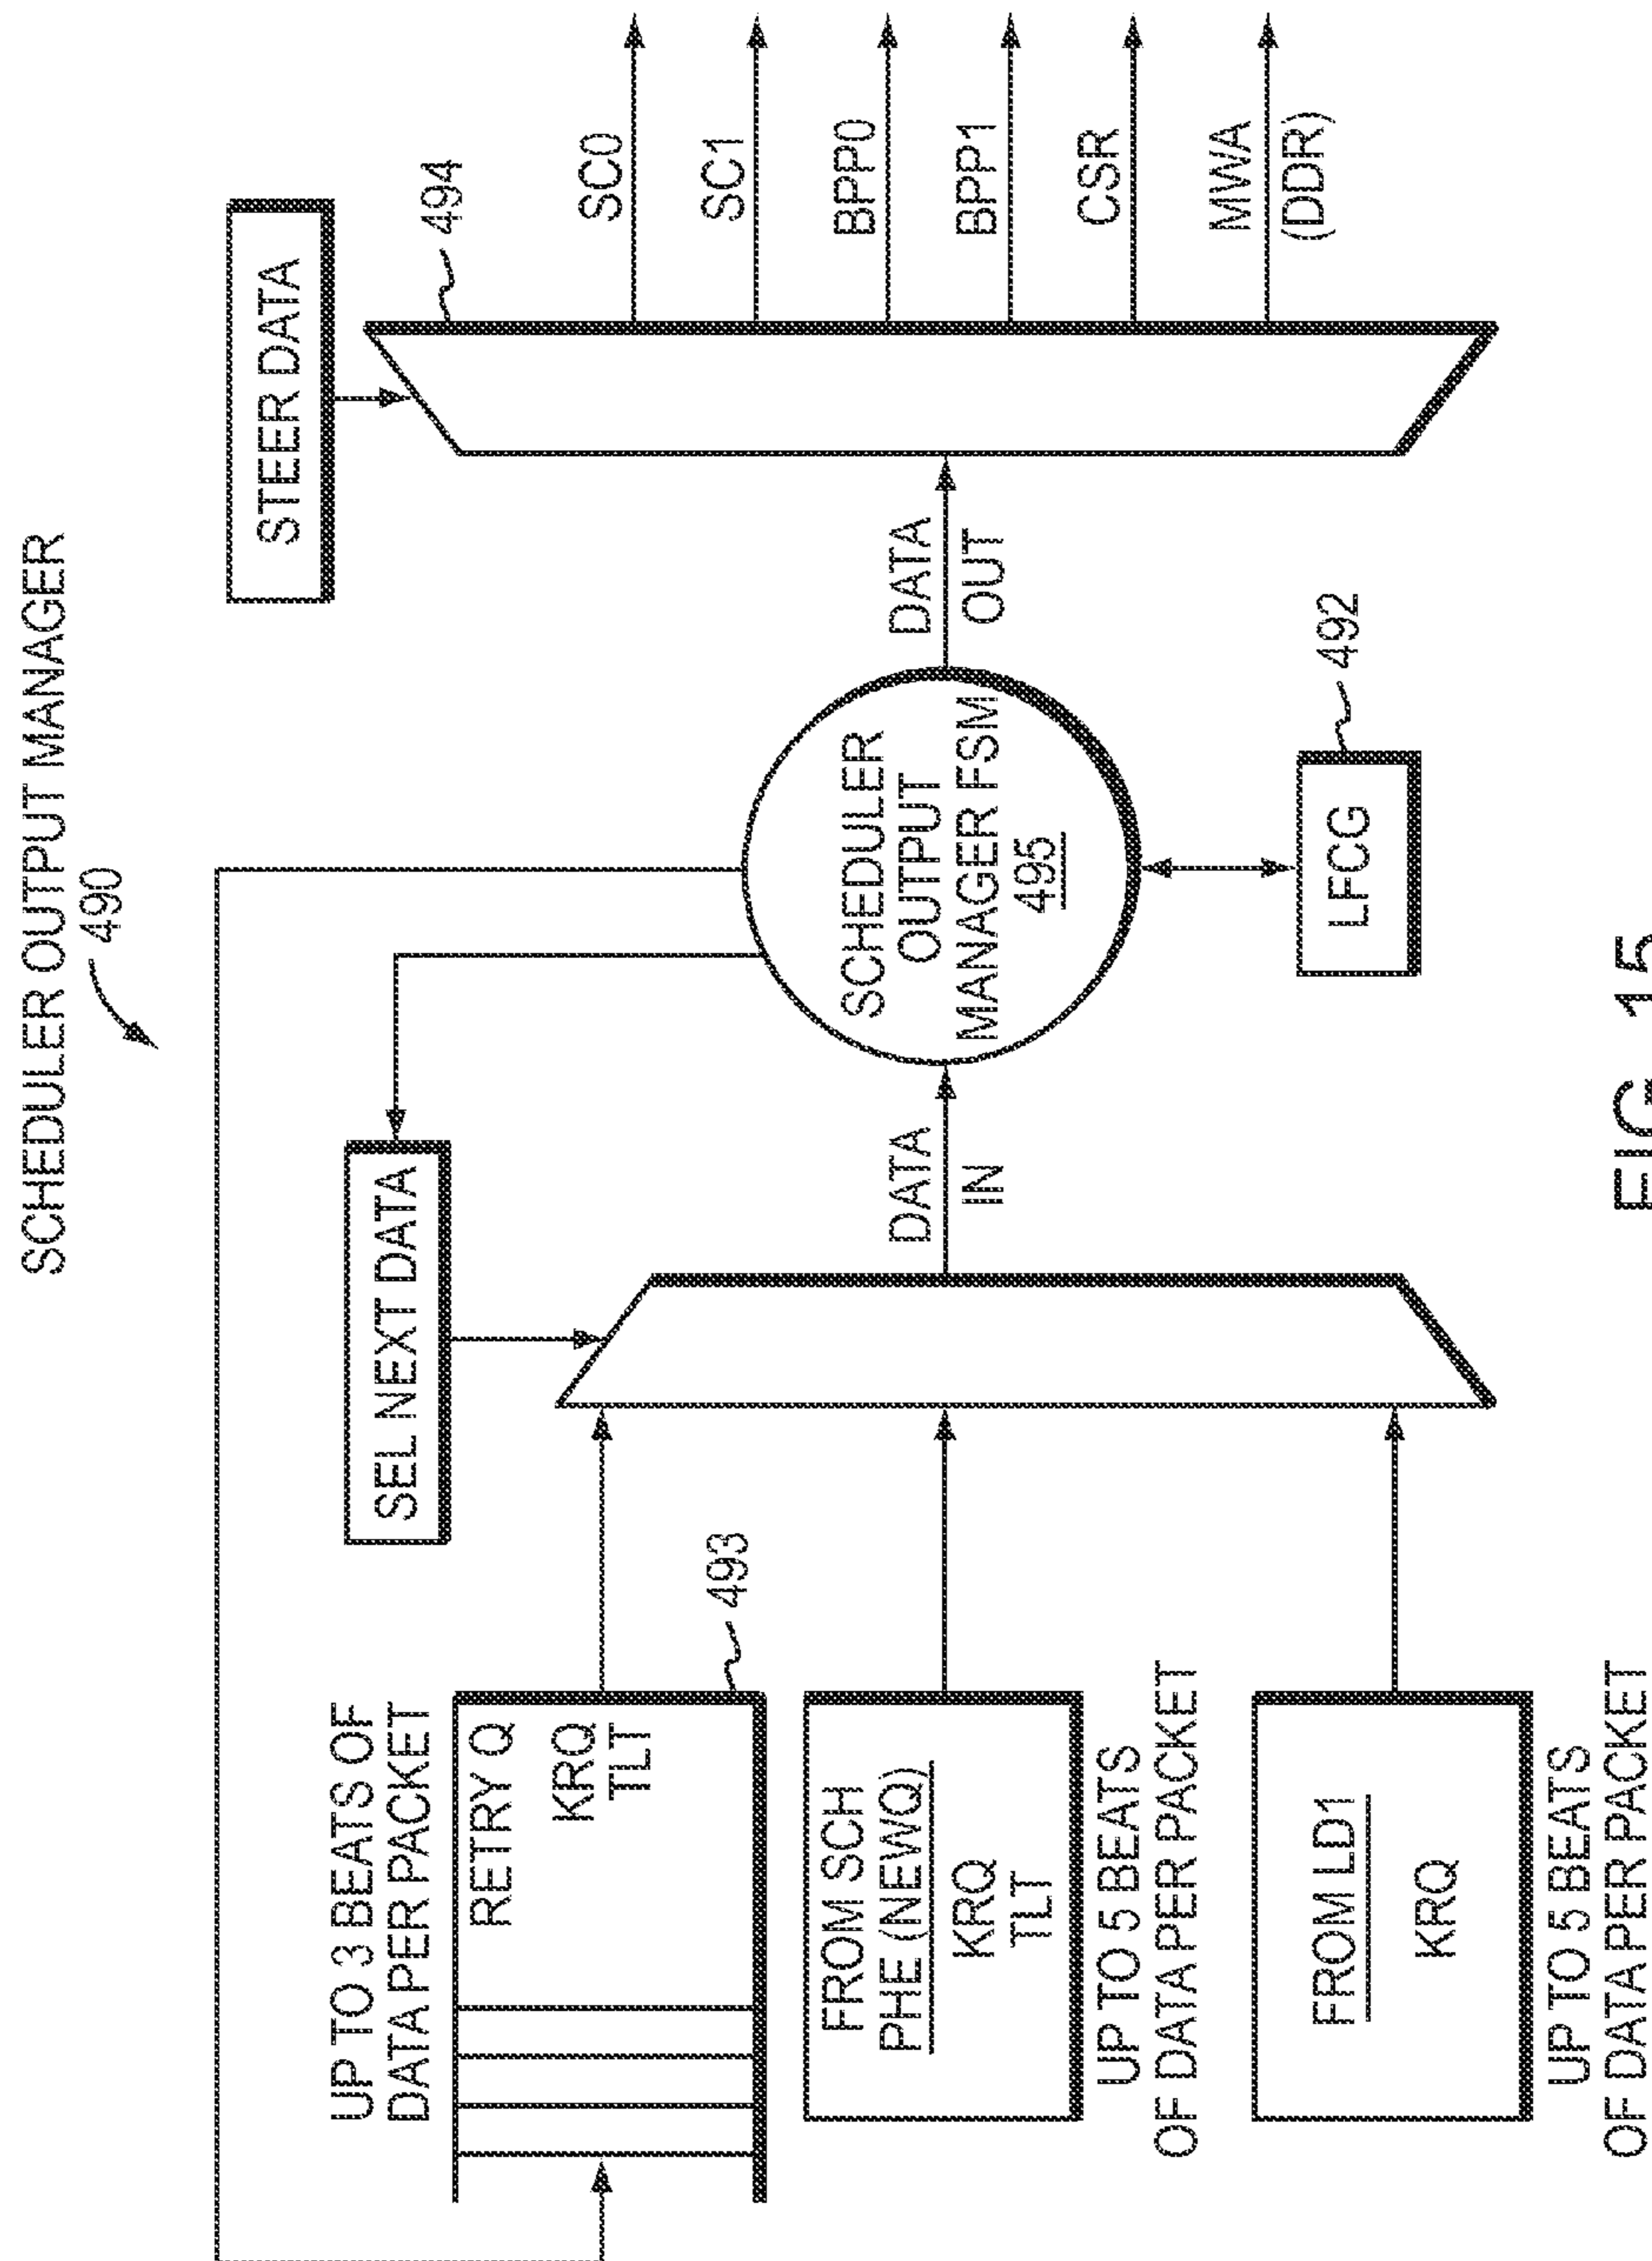 SCHEDULER OUTPUT MANAGER
490
UP TO 3 BEATS OF
DATA PER PACKET
RETRY Q
KRQ
TLT
493
FROM SCH
PHE (NEWQ)
KRQ
TLT
UP TO 5 BEATS
OF DATA PER PACKET
FROM LD1
KRQ
UP TO 5 BEATS
OF DATA PER PACKET
SEL NEXT DATA
DATA
IN
SCHEDULER
OUTPUT
MANAGER FSM
495
LFCG
492
DATA
OUT
STEER DATA
494
SC0
SC1
BPP0
BPP1
CSR
MWA
(DDR)
FIG. 15